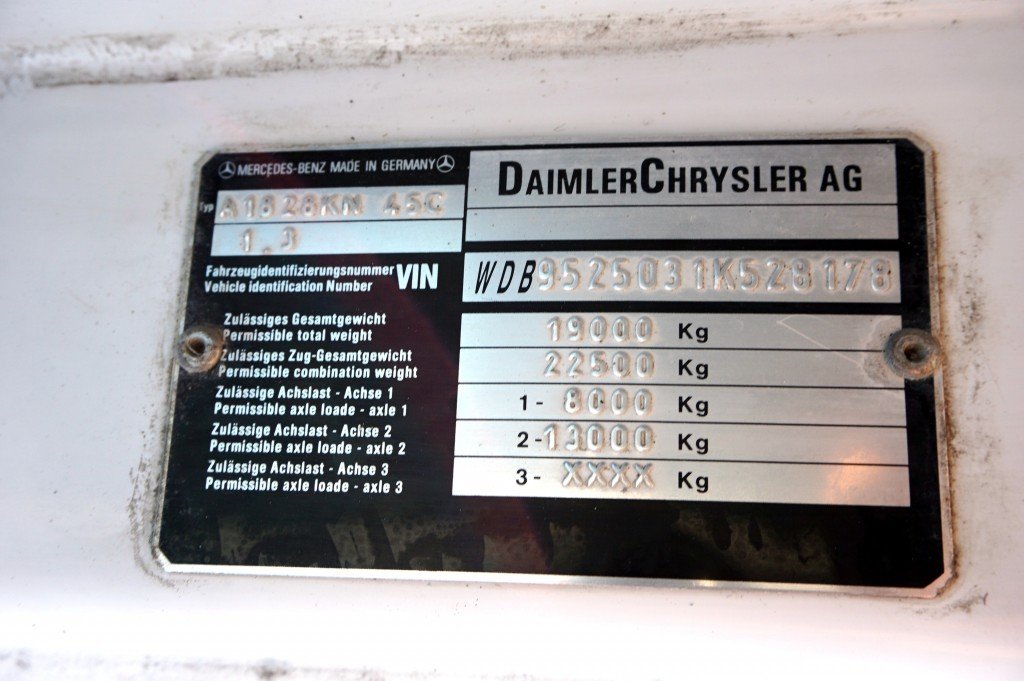 MERCEDES-BENZ MADE IN GERMANY
DAIMLERCHRYSLER AG
Typ A1828KN 45C
1.3
Fahrzeugidentifizierungsnummer
Vehicle identification Number VIN WDB9525031K528178
Zulässiges Gesamtgewicht
Permissible total weight 19000 Kg
Zulässiges Zug-Gesamtgewicht
Permissible combination weight 22500 Kg
Zulässige Achslast - Achse 1
Permissible axle loade - axle 1 1- 8000 Kg
Zulässige Achslast - Achse 2
Permissible axle loade - axle 2 2-13000 Kg
Zulässige Achslast - Achse 3
Permissible axle loade - axle 3 3- XXXX Kg